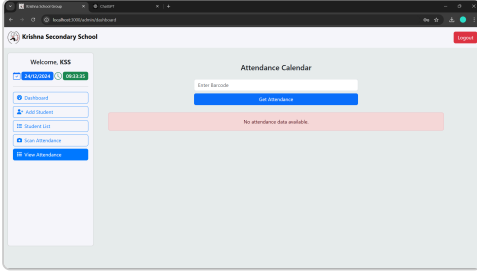 Krishna School Group
ChatGPT
localhost:3000/admin/dashboard
Krishna Secondary School
Logout
Welcome, KSS
24/12/2024 09:33:35
Dashboard
Add Student
Student List
Scan Attendance
View Attendance
Attendance Calendar
Enter Barcode
Get Attendance
No attendance data available.